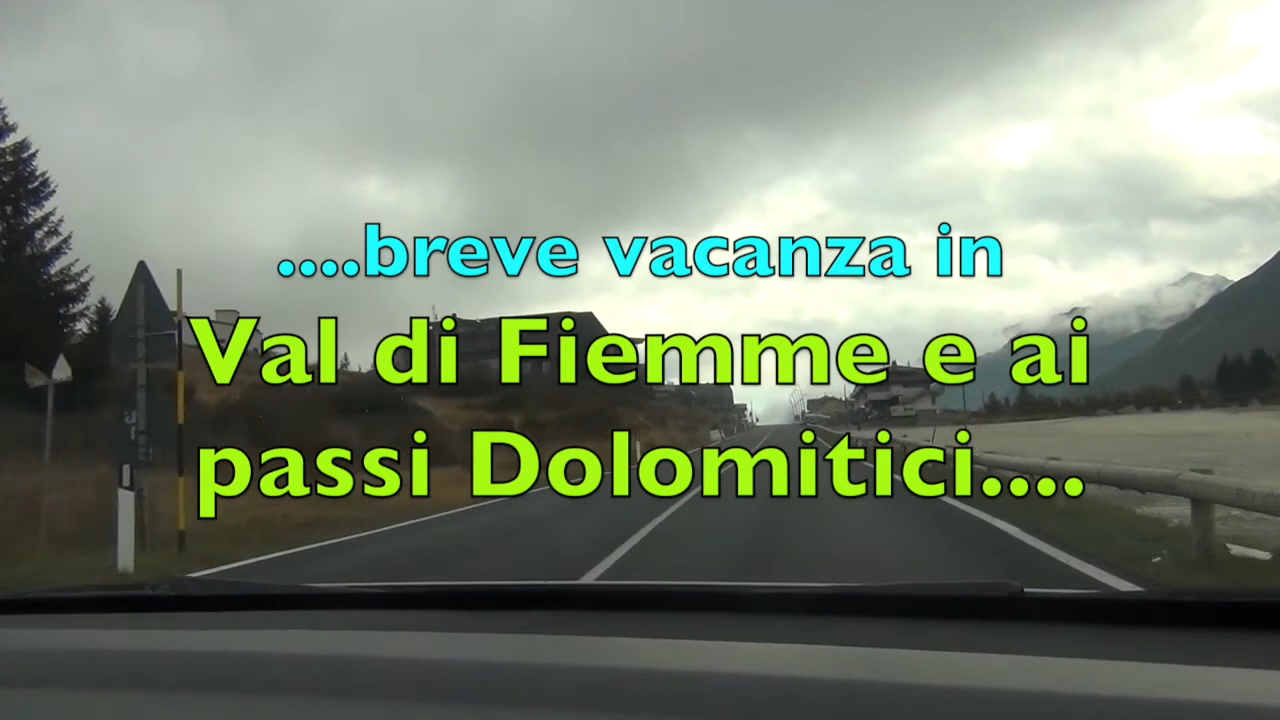 ....breve vacanza in
Val di Fiemme e ai
passi Dolomitici....